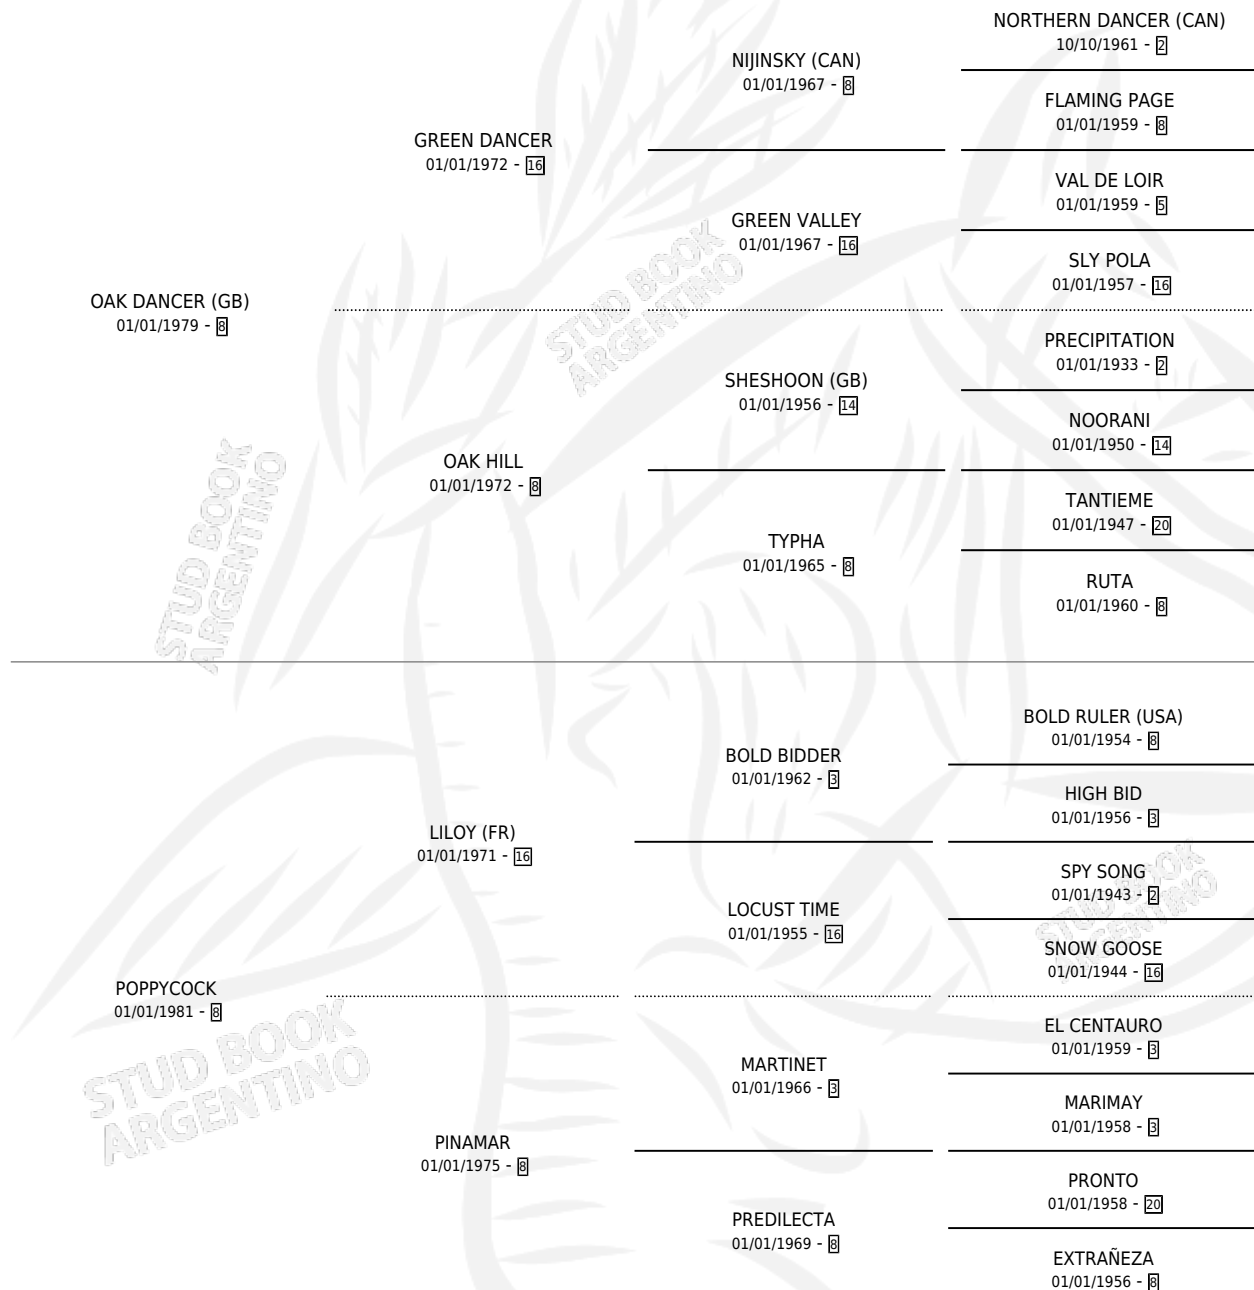 NORTHERN DANCER (CAN)
10/10/1961 - 2
NIJINSKY (CAN)
01/01/1967 - 8
FLAMING PAGE
01/01/1959 - 8
GREEN DANCER
01/01/1972 - 16
VAL DE LOIR
01/01/1959 - 5
GREEN VALLEY
01/01/1967 - 16
SLY POLA
01/01/1957 - 16
OAK DANCER (GB)
01/01/1979 - 8
PRECIPITATION
01/01/1933 - 2
SHESHOON (GB)
01/01/1956 - 14
NOORANI
01/01/1950 - 14
OAK HILL
01/01/1972 - 8
TANTIEME
01/01/1947 - 20
TYPHA
01/01/1965 - 8
RUTA
01/01/1960 - 8
STUD BOOK
ARGENTINO
STUD BOOK
ARGENTINO
BOLD RULER (USA)
01/01/1954 - 8
BOLD BIDDER
01/01/1962 - 3
HIGH BID
01/01/1956 - 3
LILOY (FR)
01/01/1971 - 16
SPY SONG
01/01/1943 - 2
LOCUST TIME
01/01/1955 - 16
SNOW GOOSE
01/01/1944 - 16
STUD BOOK
ARGENTINO
POPPYCOCK
01/01/1981 - 8
EL CENTAURO
01/01/1959 - 3
MARTINET
01/01/1966 - 3
MARIMAY
01/01/1958 - 3
PINAMAR
01/01/1975 - 8
PRONTO
01/01/1958 - 20
PREDILECTA
01/01/1969 - 8
EXTRAÑEZA
01/01/1956 - 8
STUD BOOK
ARGENTINO